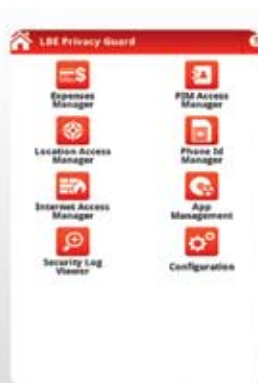 LBE Privacy Guard
Expenses
Manager
PIM Access
Manager
Location Access
Manager
Phone Id
Manager
Internet Access
Manager
App
Management
Security Log
Viewer
Configuration